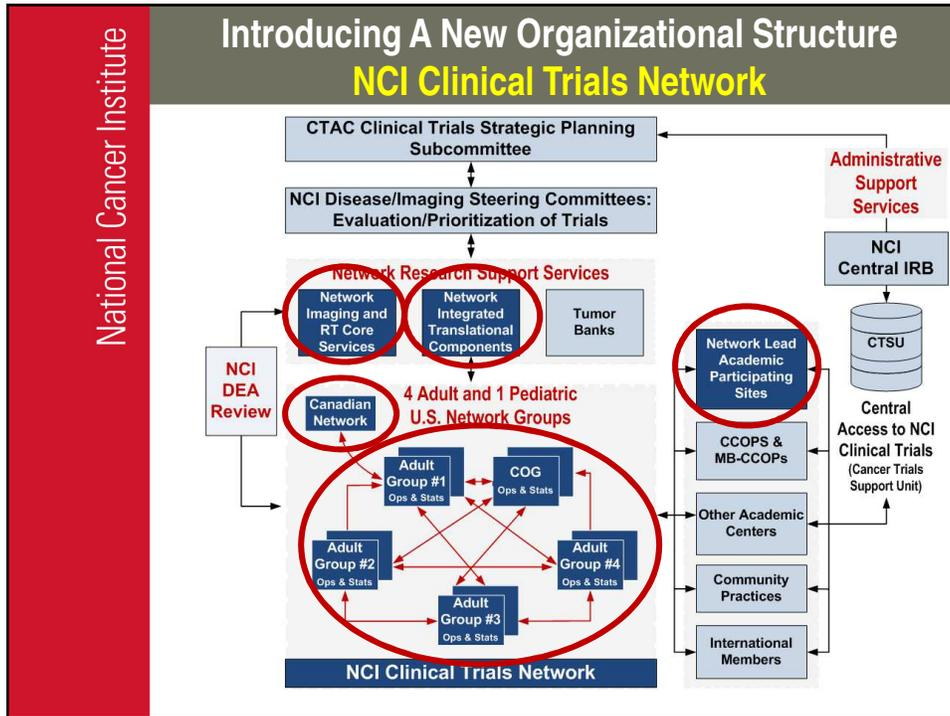 National Cancer Institute
Introducing A New Organizational Structure
NCI Clinical Trials Network
CTAC Clinical Trials Strategic Planning
Subcommittee
NCI Disease/Imaging Steering Committees:
Evaluation/Prioritization of Trials
Administrative
Support
Services
NCI
Central IRB
CTSU
Central
Access to NCI
Clinical Trials
(Cancer Trials
Support Unit)
Network Research Support Services
Network
Imaging and
RT Core
Services
Network
Integrated
Translational
Components
Tumor
Banks
NCI
DEA
Review
Canadian
Network
4 Adult and 1 Pediatric
U.S. Network Groups
Adult
Group #1
Ops & Stats
COG
Ops & Stats
Adult
Group #2
Ops & Stats
Adult
Group #4
Ops & Stats
Adult
Group #3
Ops & Stats
NCI Clinical Trials Network
Network Lead
Academic
Participating
Sites
CCOPS &
MB-CCOPs
Other Academic
Centers
Community
Practices
International
Members